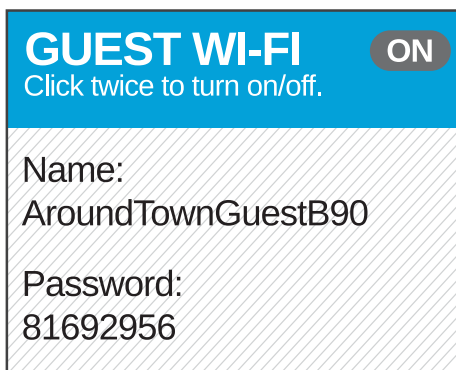 GUEST WI-FI
ON
Click twice to turn on/off.
Name:
AroundTownGuestB90
Password:
81692956